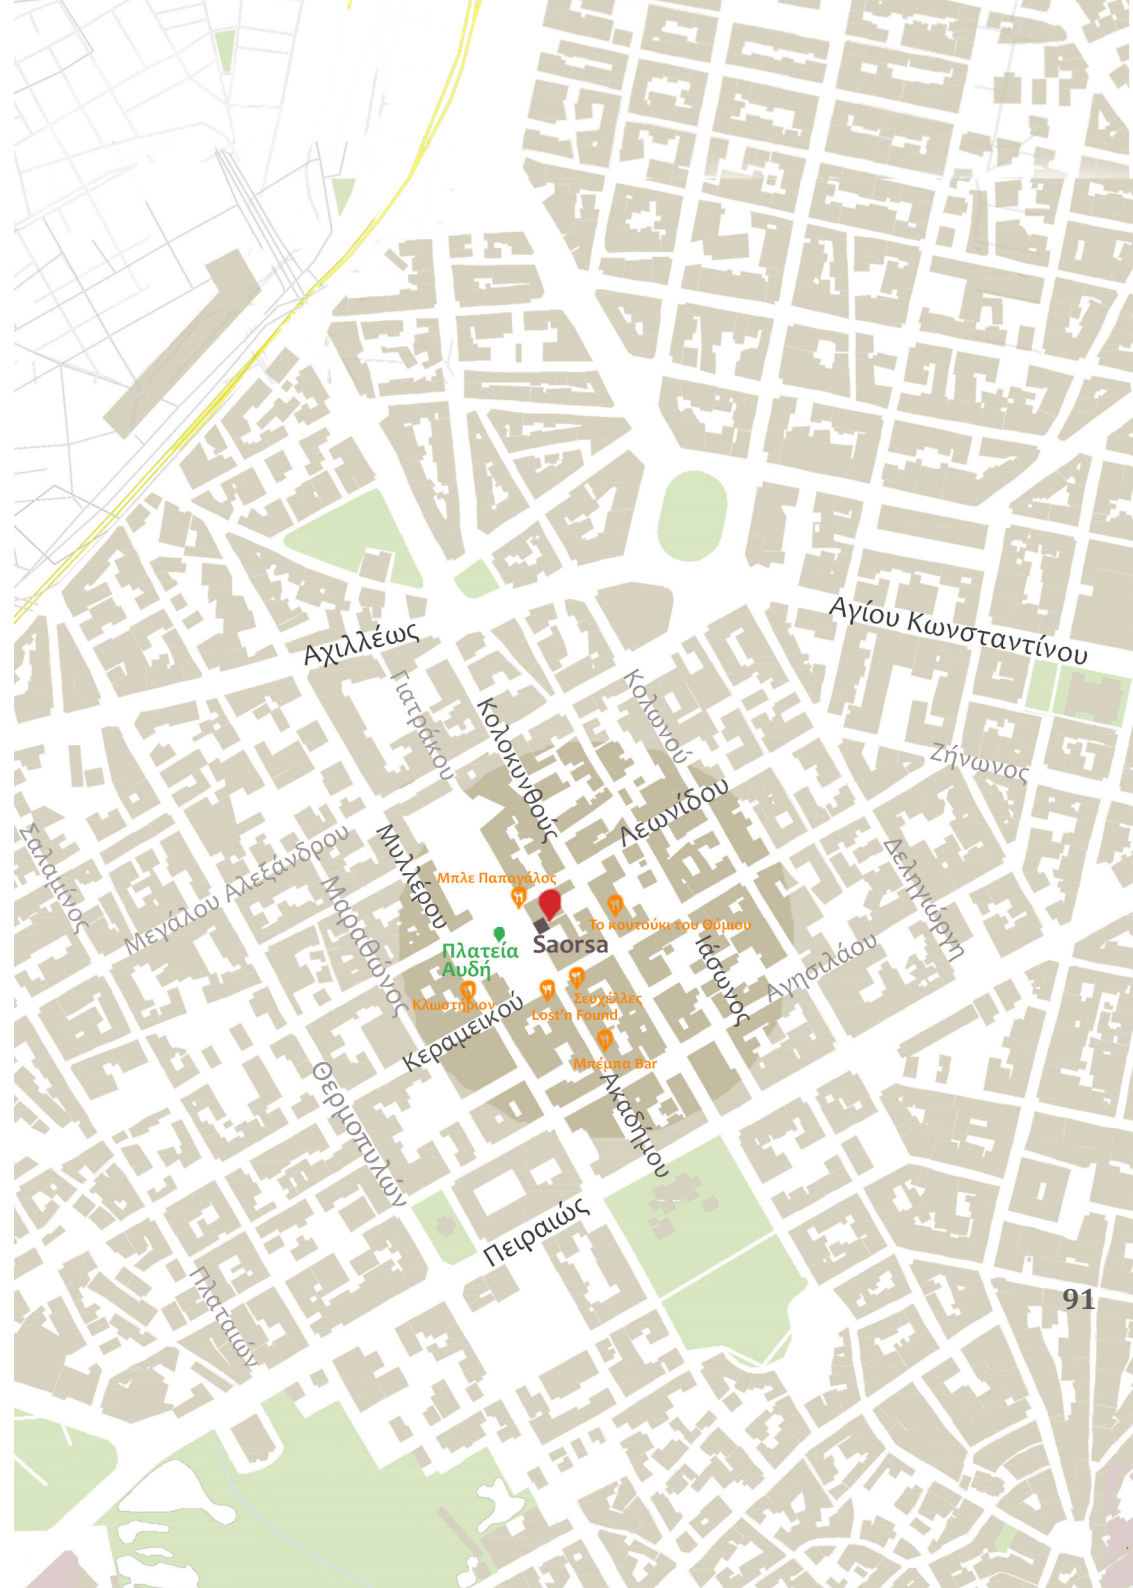 Αγίου Κωνσταντίνου
Αχιλλέως
Γιατράκου
Κολωνού
Κολοκυνθούς
Ζήνωνος
Λεωνίδου
Σαλαμίνος
Μεγάλου Αλεξάνδρου
Μυλλέρου
Δεληγιώργη
Μαραθώνος
Μπλε Παπαγάλος
Το κουτούκι του Θύμιου
Saorsa
Πλατεία
Αυδή
Ιάσωνος
Αγησιλάου
Κλωστήριον
Σευχέλλες
Lost'n Found
Κεραμεικού
Μπέμπα Bar
Θερμοπυλών
Ακαδήμου
Πειραιώς
Πλαταιών
91